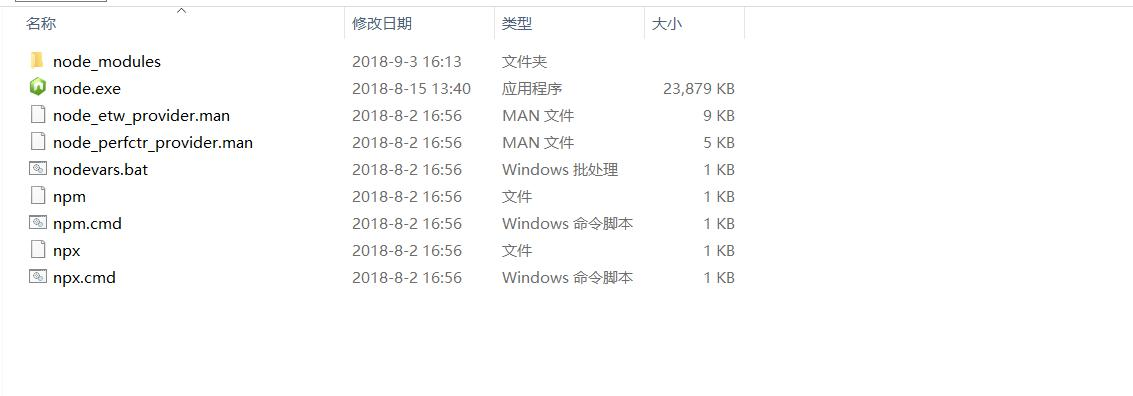 名称 修改日期 类型 大小
node_modules 2018-9-3 16:13 文件夹
node.exe 2018-8-15 13:40 应用程序 23,879 KB
node_etw_provider.man 2018-8-2 16:56 MAN 文件 9 KB
node_perfctr_provider.man 2018-8-2 16:56 MAN 文件 5 KB
nodevars.bat 2018-8-2 16:56 Windows 批处理 1 KB
npm 2018-8-2 16:56 文件 1 KB
npm.cmd 2018-8-2 16:56 Windows 命令脚本 1 KB
npx 2018-8-2 16:56 文件 1 KB
npx.cmd 2018-8-2 16:56 Windows 命令脚本 1 KB